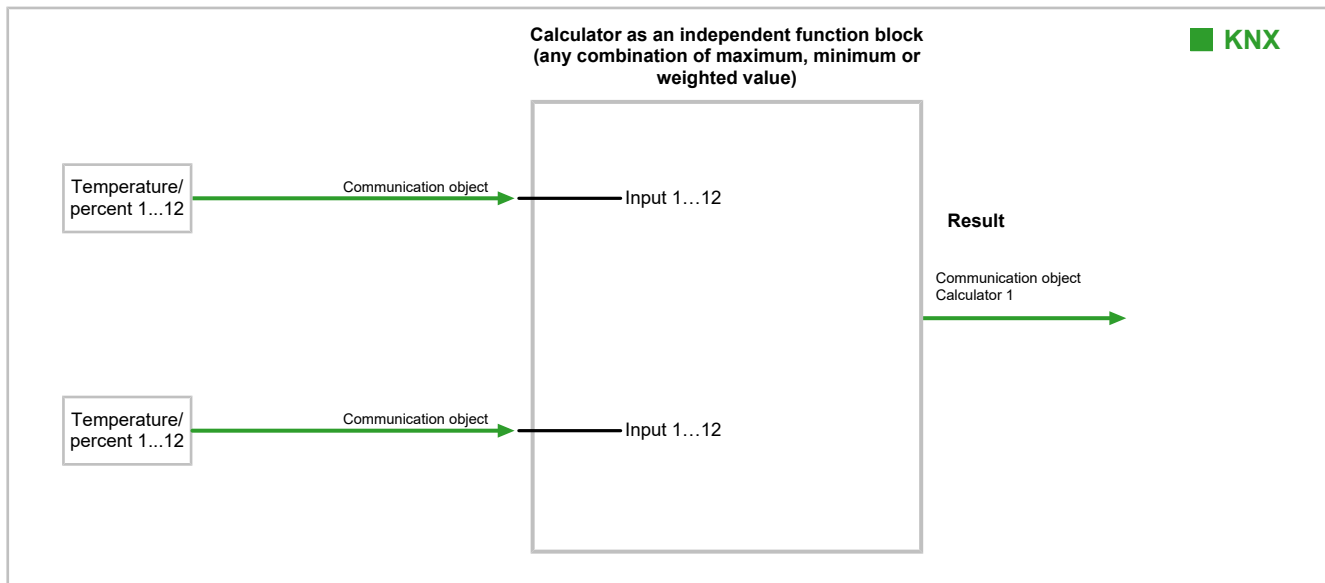 Calculator as an independent function block
(any combination of maximum, minimum or
weighted value)
KNX
Temperature/
percent 1...12
Communication object
Input 1…12
Result
Communication object
Calculator 1
Temperature/
percent 1...12
Communication object
Input 1…12